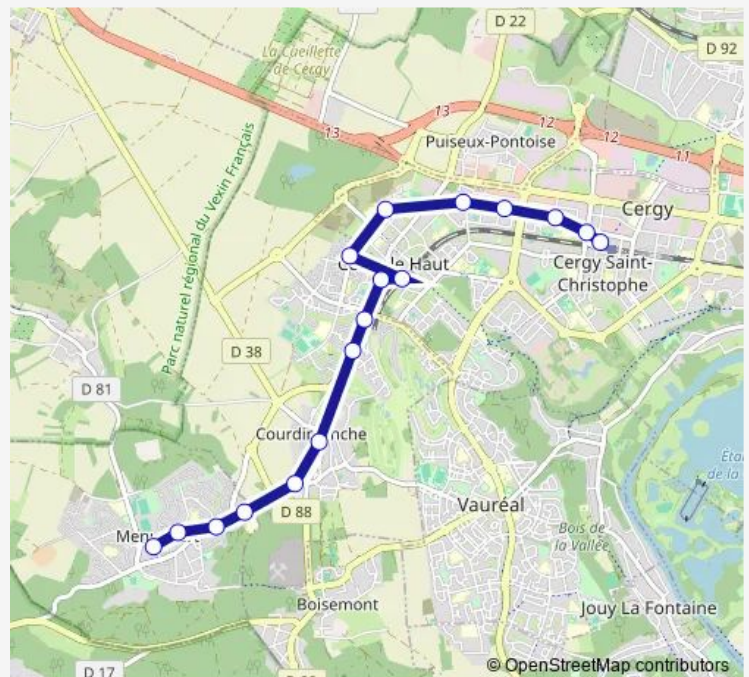 D 22
D 92
La Cueillette
de Cergy
13
13
12
12
11
Puiseux-Pontoise
Parc naturel régional du Vexin Français
Cergy
le Haut
Cergy Saint-
Christophe
D 38
D 81
Courdimanche
Vauréal
D 88
Bois de
la Vallée
de la
Boisemont
Jouy La Fontaine
D 17
© OpenStreetMap contributors